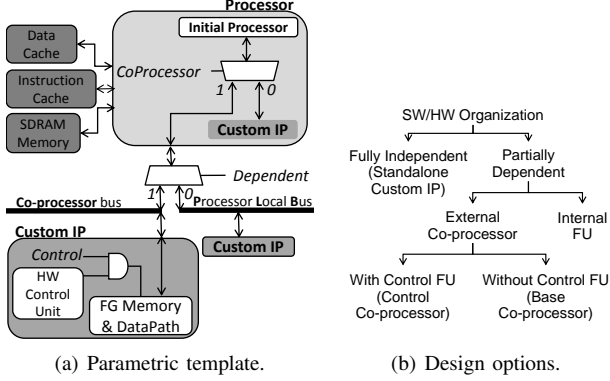 Processor
Data
Cache
Instruction
Cache
SDRAM
Memory
Initial Processor
CoProcessor
1
0
Custom IP
Dependent
1
0
Co-processor bus
Processor Local Bus
Custom IP
Control
HW
Control
Unit
FG Memory
& DataPath
Custom IP
(a) Parametric template.
SW/HW Organization
Fully Independent
(Standalone
Custom IP)
Partially
Dependent
External
Co-processor
Internal
FU
With Control FU
(Control
Co-processor)
Without Control FU
(Base
Co-processor)
(b) Design options.